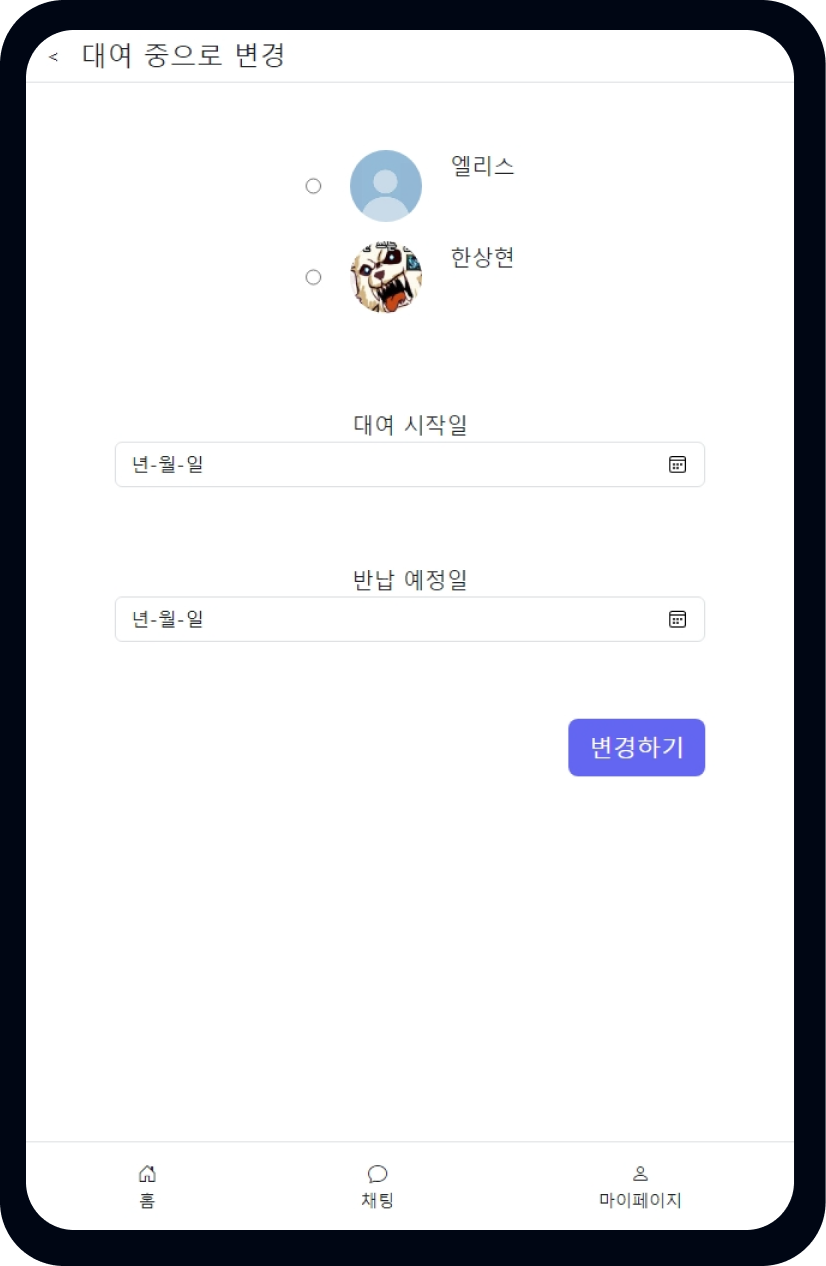 < 대여 중으로 변경
엘리스
한상현
대여 시작일
년-월-일
반납 예정일
년-월-일
변경하기
홈 채팅 마이페이지